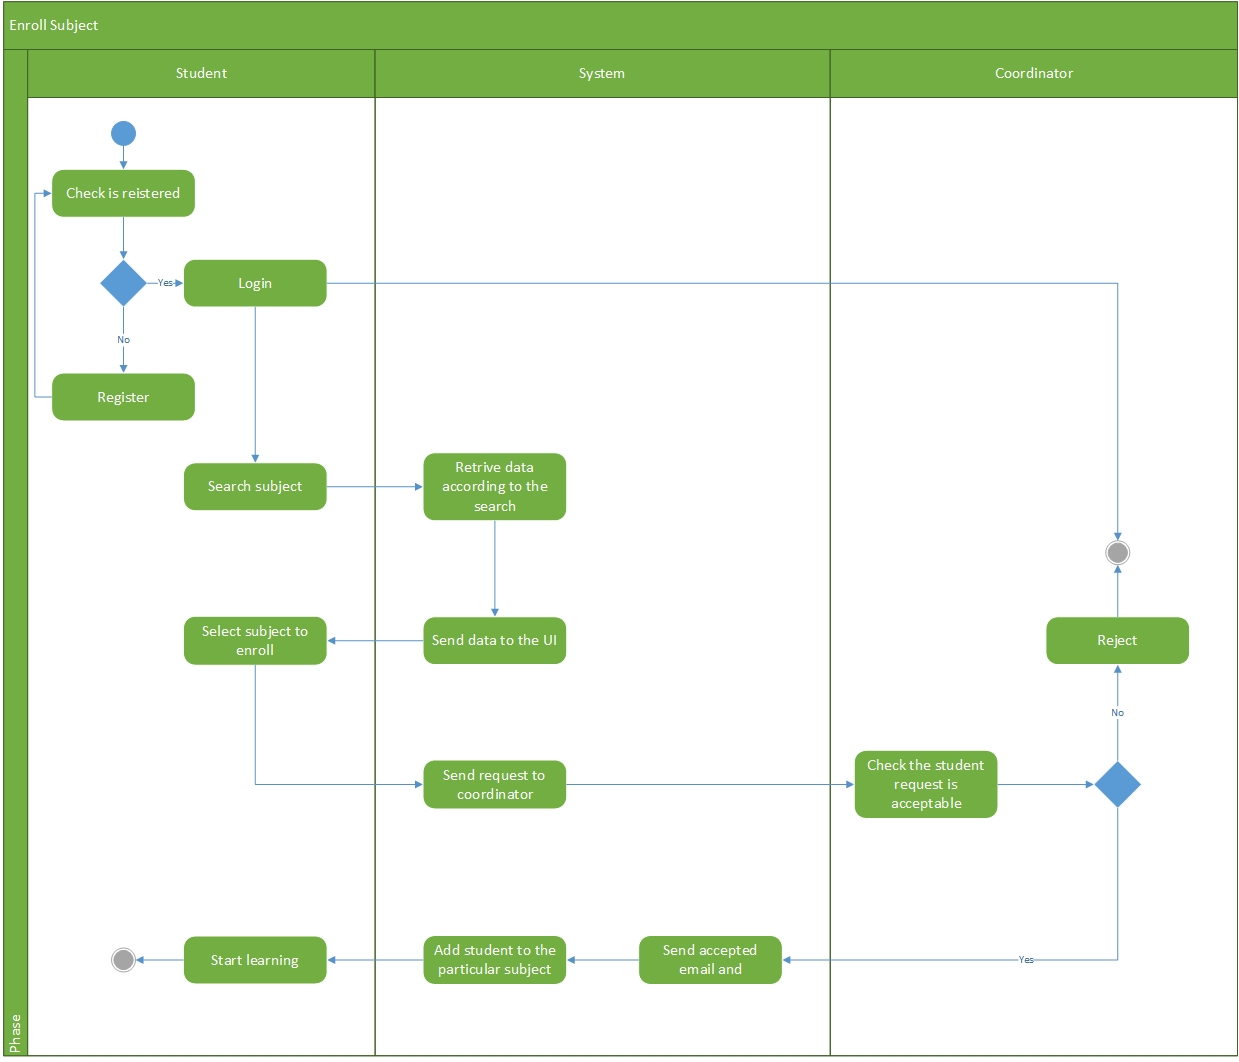 Enroll Subject
Student
System
Coordinator
Check is reistered
Yes
Login
No
Register
Search subject
Retrive data
according to the
search
Select subject to
enroll
Send data to the UI
Reject
No
Send request to
coordinator
Check the student
request is
acceptable
Start learning
Add student to the
particular subject
Send accepted
email and
Yes
Phase